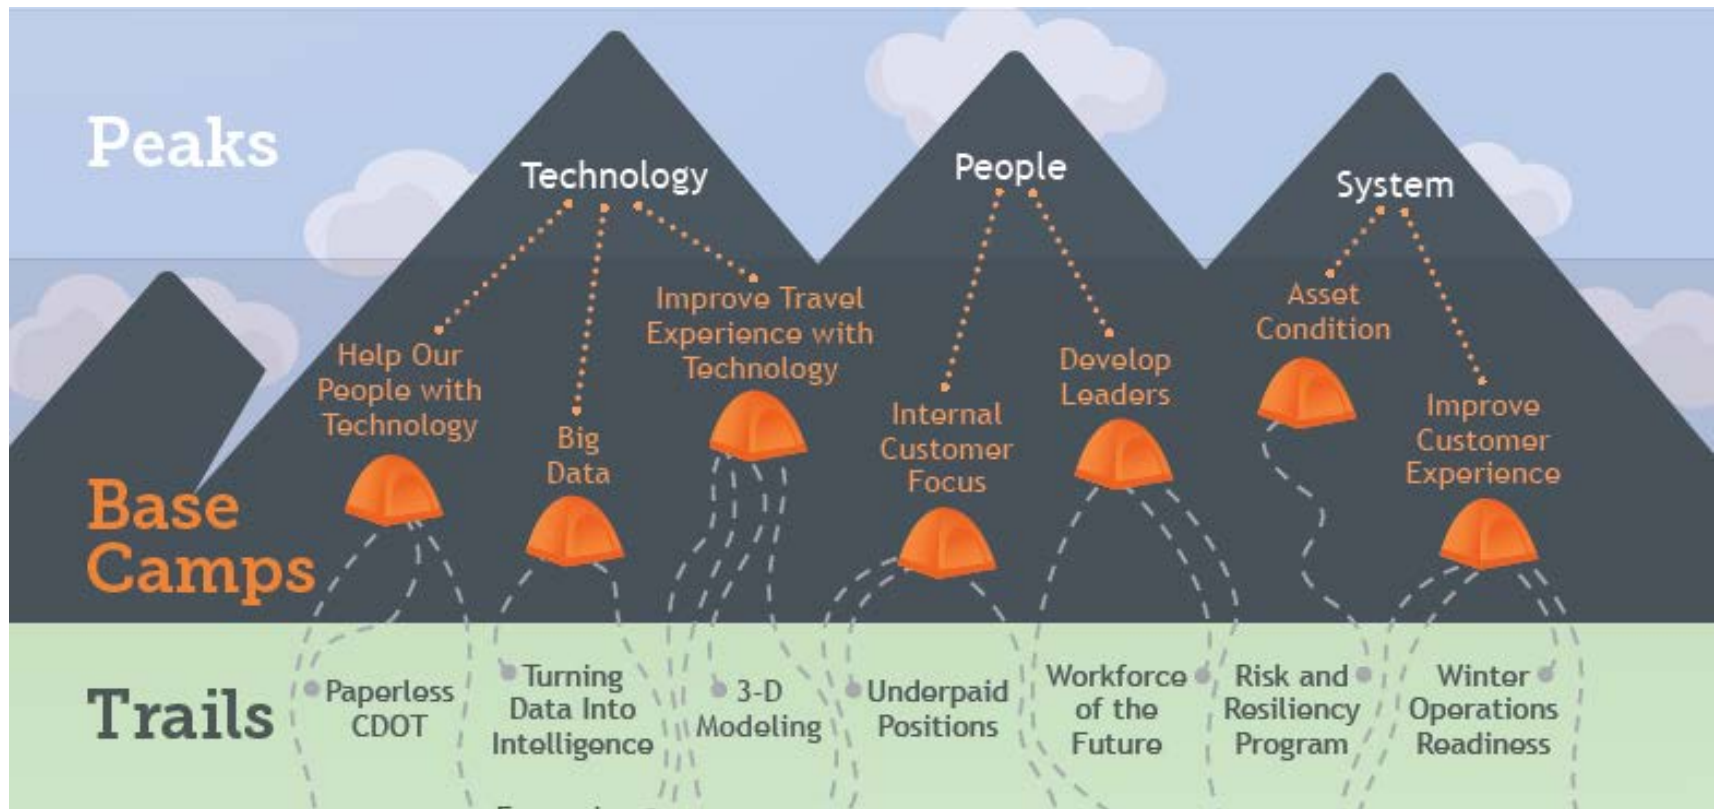 Peaks
Technology
People
System
Help Our
People with
Technology
Big
Data
Improve Travel
Experience with
Technology
Internal
Customer
Focus
Develop
Leaders
Asset
Condition
Improve
Customer
Experience
Base
Camps
Trails
Paperless
CDOT
Turning
Data Into
Intelligence
3-D
Modeling
Underpaid
Positions
Workforce
of the
Future
Risk and
Resiliency
Program
Winter
Operations
Readiness